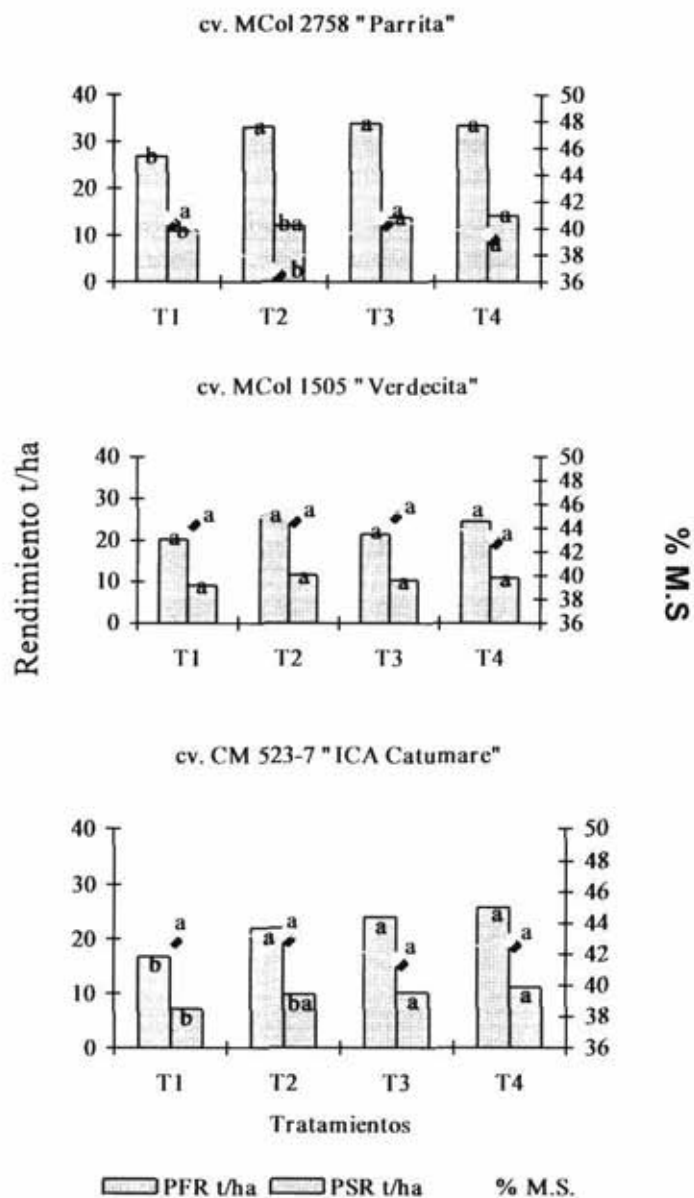 cv. MCol 2758 "Parrita"
40 50
30 48
46
20 44
42
10 40
38
0 36
b a a a
a b b a b a a a a
T1 T2 T3 T4
cv. MCol 1505 "Verdecita"
40 50
30 48
46
20 44
42
10 40
38
0 36
a a a a a a a a
a a a a
T1 T2 T3 T4
cv. CM 523-7 "ICA Catumare"
40 50
48
30 46
44
20 42
10 40
38
0 36
b a a a a a a a
b ba a a
T1 T2 T3 T4
Tratamientos
Rendimiento t/ha
% M.S
PFR t/ha PSR t/ha % M.S.